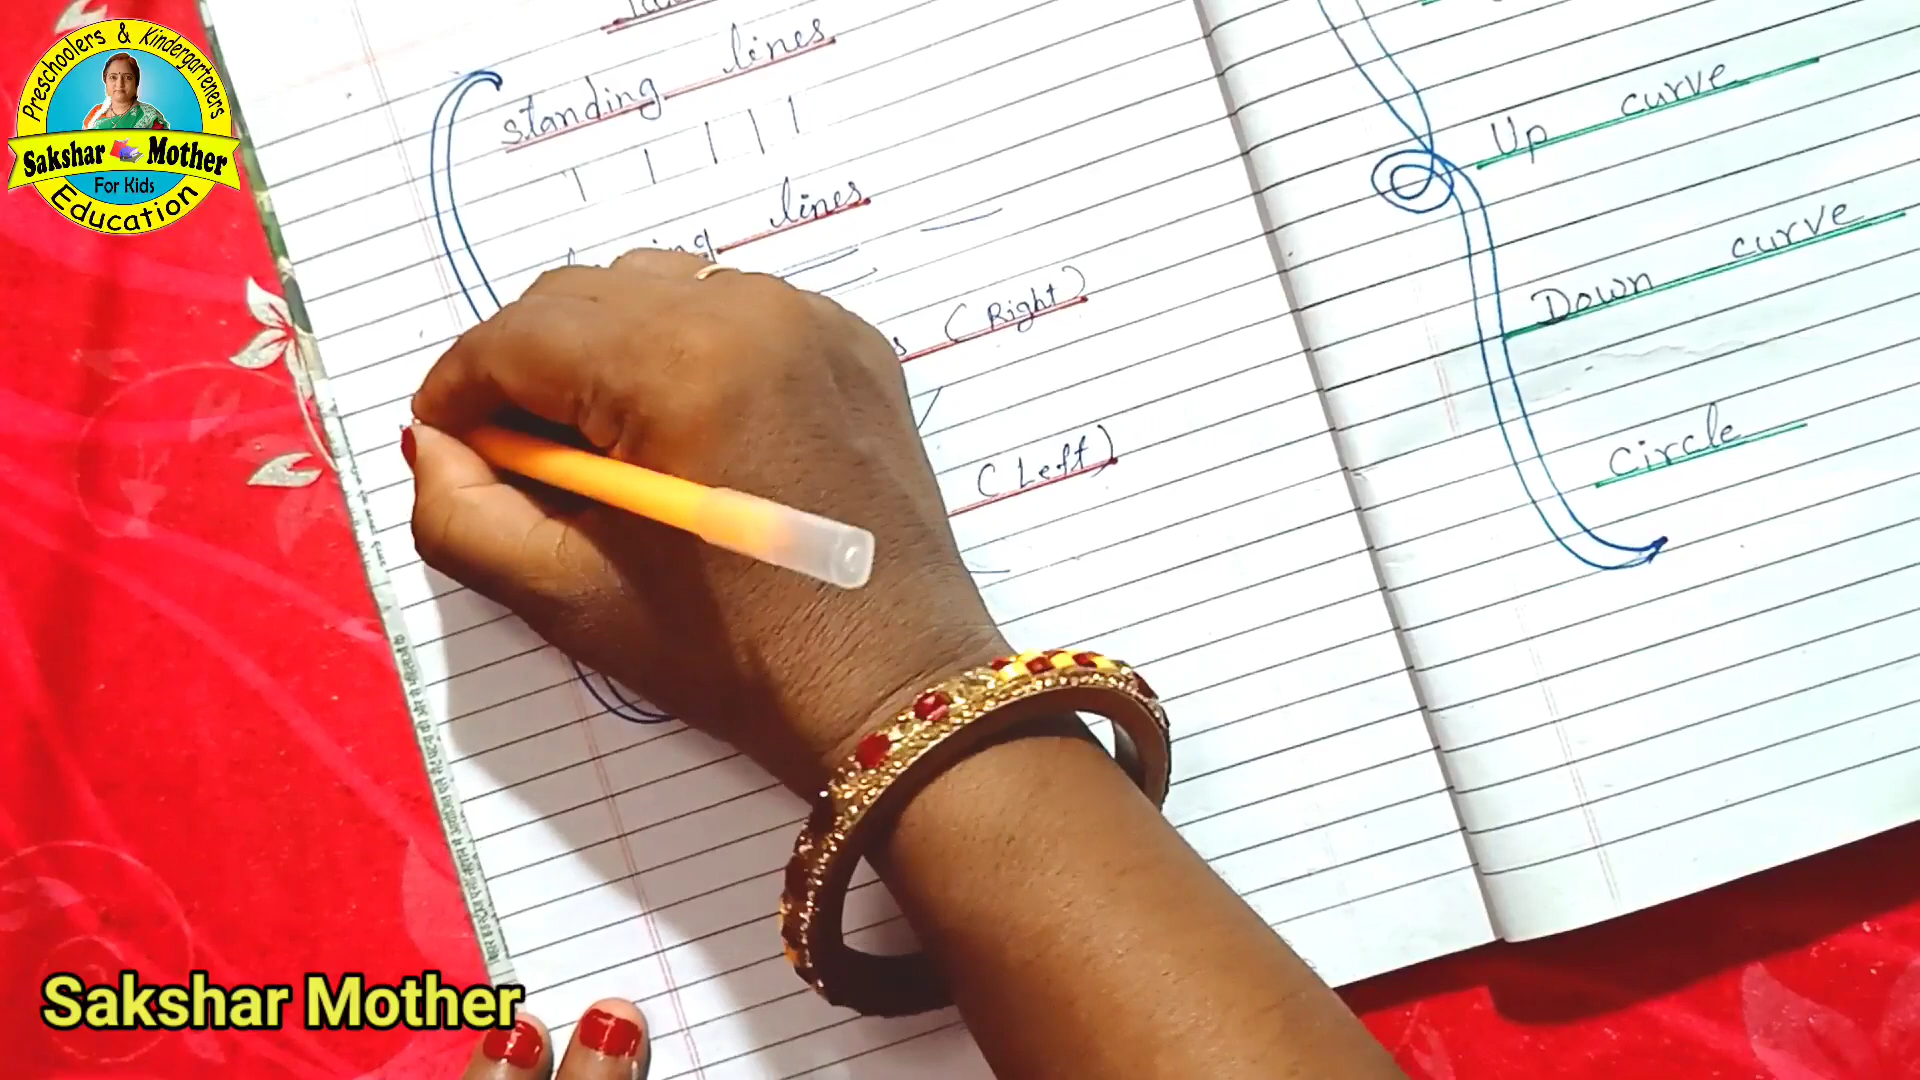 Preschoolers & Kindergarteners
Sakshar Mother
For Kids
Education
standing lines
lines
(Right)
(Left)
Up curve
Down curve
Circle
Sakshar Mother